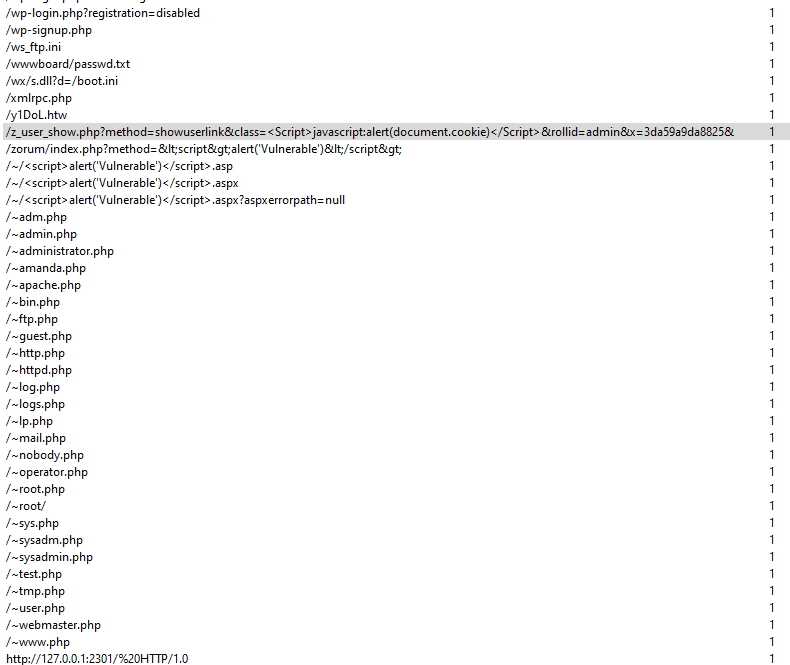 /wp-login.php?registration=disabled 1
/wp-signup.php 1
/ws_ftp.ini 1
/wwwboard/passwd.txt 1
/wx/s.dll?d=/boot.ini 1
/xmlrpc.php 1
/y1DoL.htw 1
/z_user_show.php?method=showuserlink&class=<Script>javascript:alert(document.cookie)</Script>&rollid=admin&x=3da59a9da8825& 1
/zorum/index.php?method=&lt;script&gt;alert('Vulnerable')&lt;/script&gt; 1
/~/<script>alert('Vulnerable')</script>.asp 1
/~/<script>alert('Vulnerable')</script>.aspx 1
/~/<script>alert('Vulnerable')</script>.aspx?aspxerrorpath=null 1
/~adm.php 1
/~admin.php 1
/~administrator.php 1
/~amanda.php 1
/~apache.php 1
/~bin.php 1
/~ftp.php 1
/~guest.php 1
/~http.php 1
/~httpd.php 1
/~log.php 1
/~logs.php 1
/~lp.php 1
/~mail.php 1
/~nobody.php 1
/~operator.php 1
/~root.php 1
/~root/ 1
/~sys.php 1
/~sysadm.php 1
/~sysadmin.php 1
/~test.php 1
/~tmp.php 1
/~user.php 1
/~webmaster.php 1
/~www.php 1
http://127.0.0.1:2301/%20HTTP/1.0 1